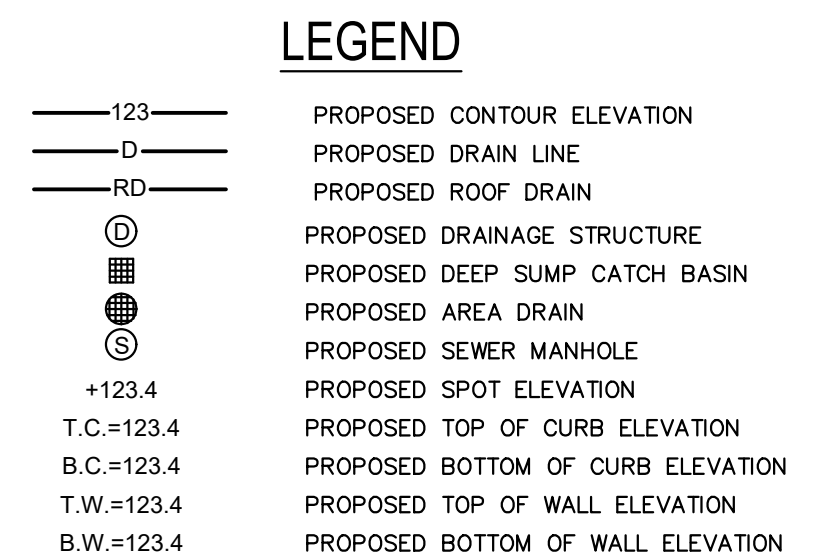 LEGEND
123 PROPOSED CONTOUR ELEVATION
D PROPOSED DRAIN LINE
RD PROPOSED ROOF DRAIN
D PROPOSED DRAINAGE STRUCTURE
PROPOSED DEEP SUMP CATCH BASIN
PROPOSED AREA DRAIN
S PROPOSED SEWER MANHOLE
+123.4 PROPOSED SPOT ELEVATION
T.C.=123.4 PROPOSED TOP OF CURB ELEVATION
B.C.=123.4 PROPOSED BOTTOM OF CURB ELEVATION
T.W.=123.4 PROPOSED TOP OF WALL ELEVATION
B.W.=123.4 PROPOSED BOTTOM OF WALL ELEVATION